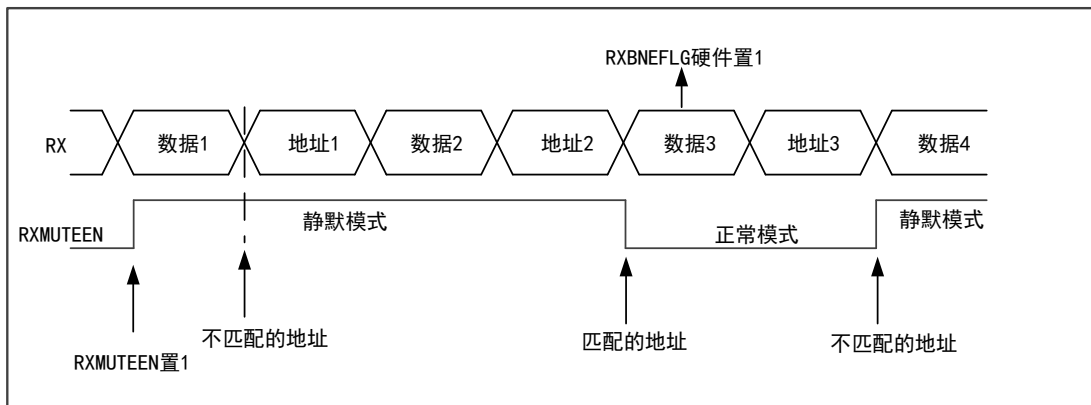 RXBNEFLG硬件置1
RX
数据1
地址1
数据2
地址2
数据3
地址3
数据4
RXMUTEEN
静默模式
正常模式
静默模式
不匹配的地址
匹配的地址
不匹配的地址
RXMUTEEN置1